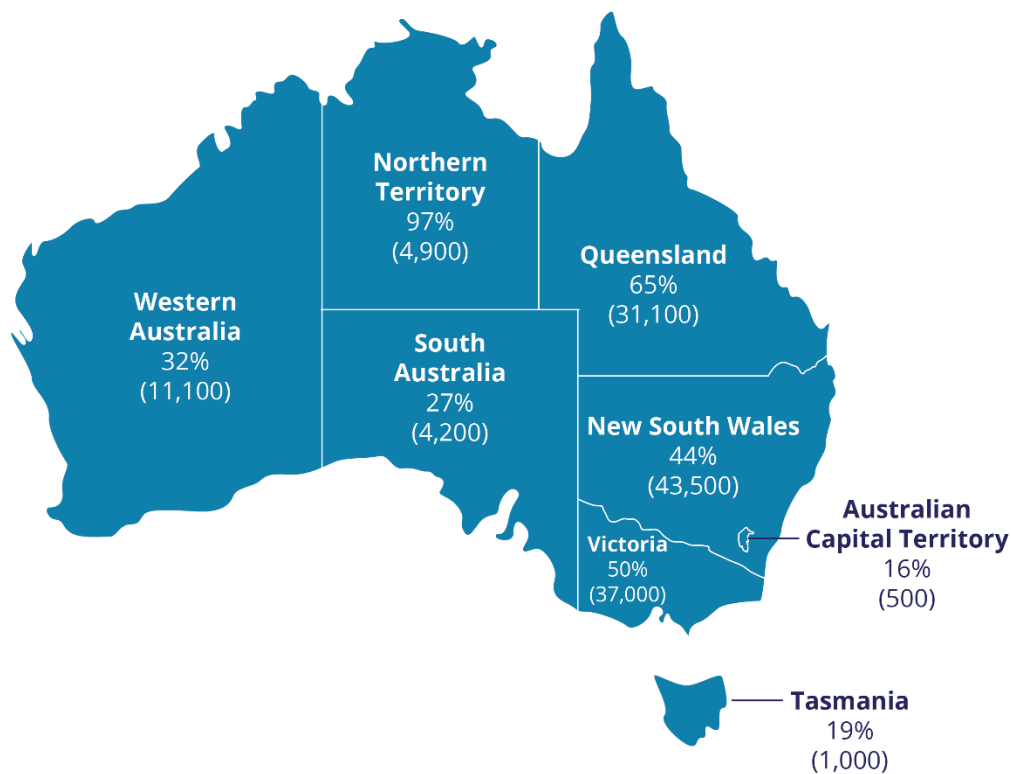 Northern
Territory
97%
(4,900)
Queensland
65%
(31,100)
Western
Australia
32%
(11,100)
South
Australia
27%
(4,200)
New South Wales
44%
(43,500)
Australian
Capital Territory
16%
(500)
Victoria
50%
(37,000)
Tasmania
19%
(1,000)